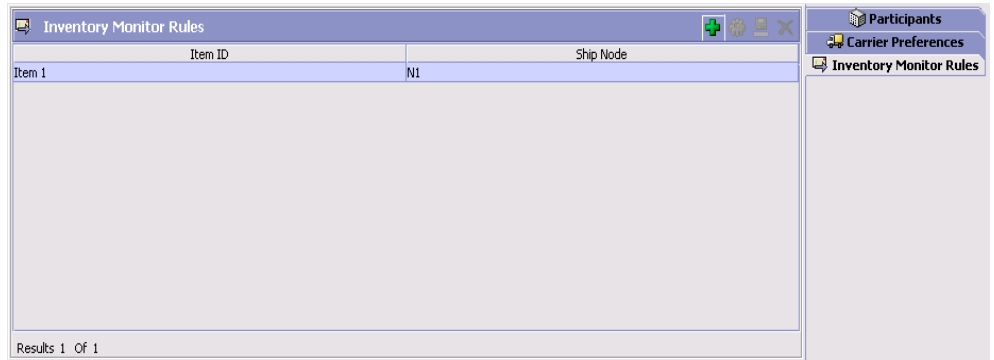 Inventory Monitor Rules
Item ID Ship Node
Item 1 N1
Results 1 Of 1
Participants
Carrier Preferences
Inventory Monitor Rules